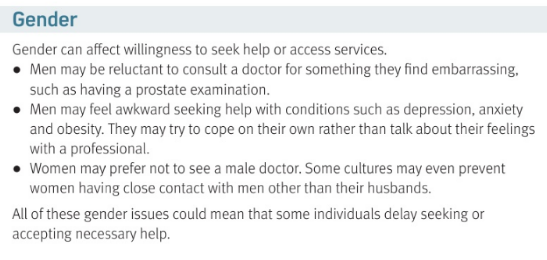 Gender
Gender can affect willingness to seek help or access services.
● Men may be reluctant to consult a doctor for something they find embarrassing,
such as having a prostate examination.
● Men may feel awkward seeking help with conditions such as depression, anxiety
and obesity. They may try to cope on their own rather than talk about their feelings
with a professional.
● Women may prefer not to see a male doctor. Some cultures may even prevent
women having close contact with men other than their husbands.
All of these gender issues could mean that some individuals delay seeking or
accepting necessary help.